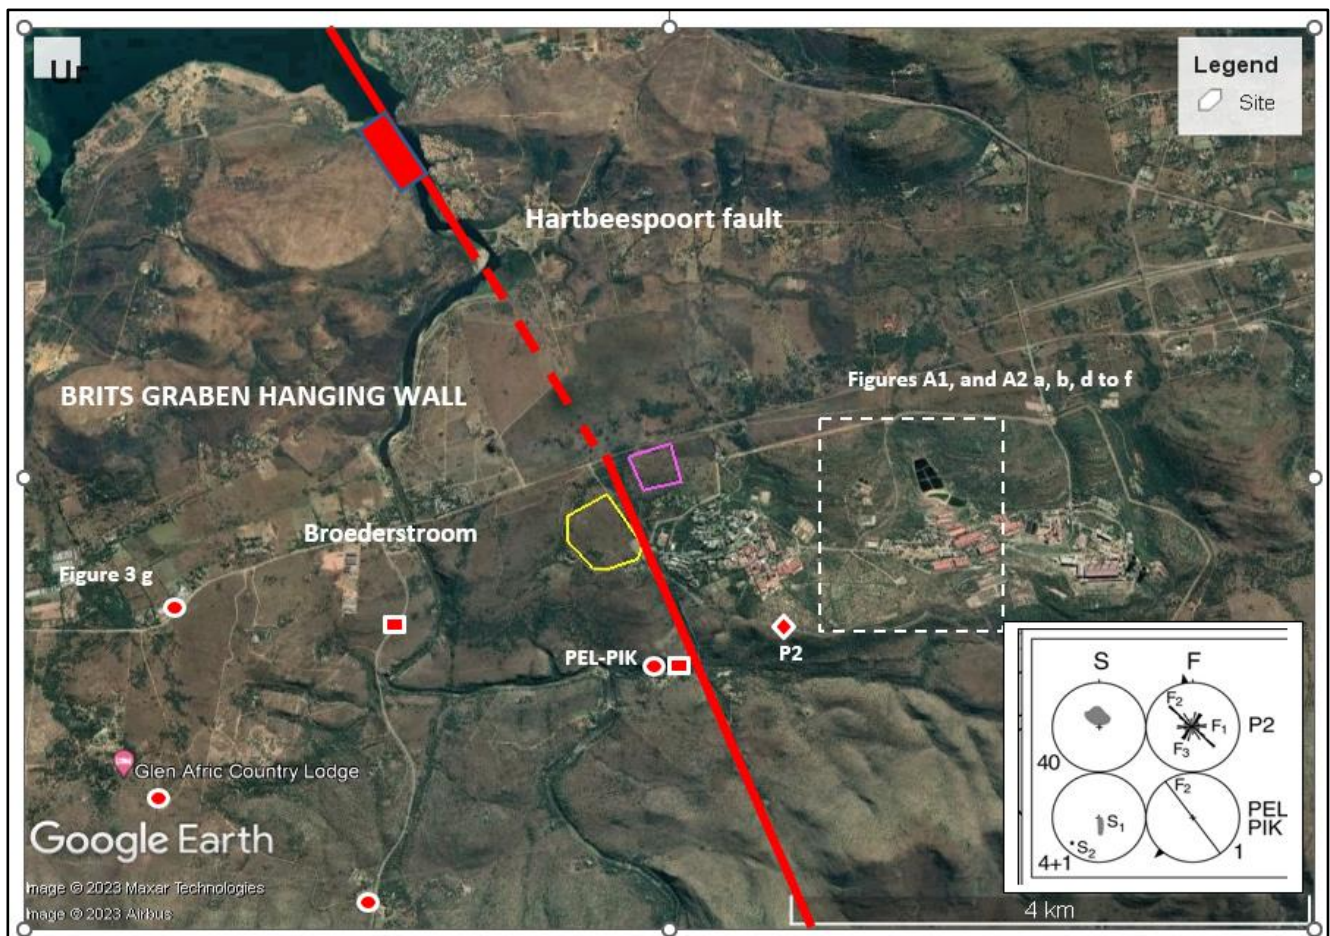 ur
Legend
Site
Hartbeespoort fault
BRITS GRABEN HANGING WALL
Figures A1, and A2 a, b, d to f
Broederstroom
Figure 3 g
PEL-PIK
P2
Glen Afric Country Lodge
Google Earth
Image © 2023 Maxar Technologies
Image © 2023 Airbus
4 km
S F
F2
F1
F3
P2
40
F2
S1
S2
PEL
PIK
4+1
1